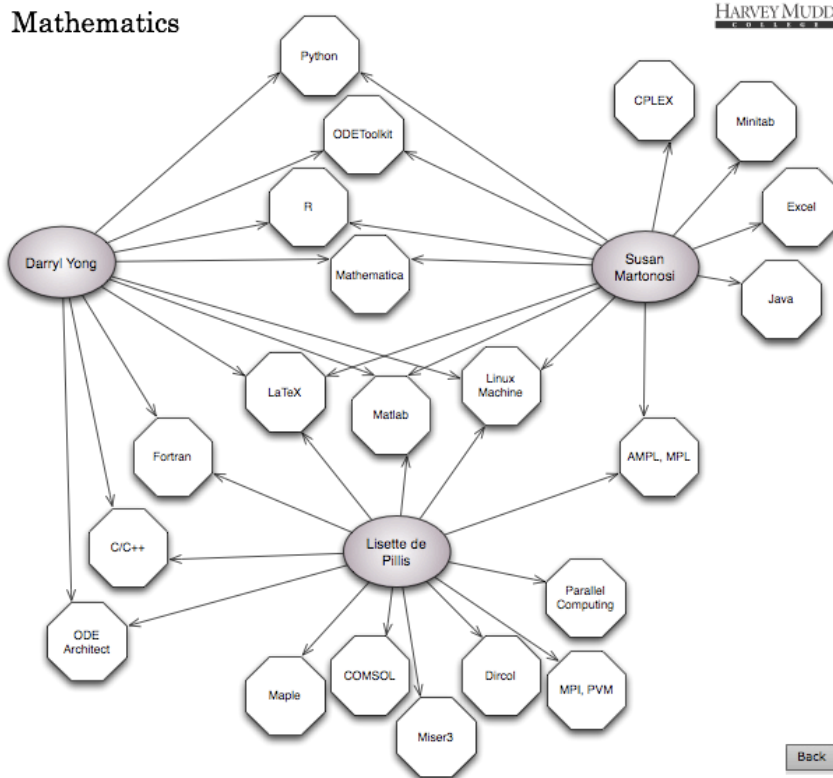 Mathematics
HARVEY MUDD
COLLEGE
Python
CPLEX
Minitab
ODEToolkit
R
Excel
Darryl Yong
Susan
Martonosi
Mathematica
Java
LaTeX
Linux
Machine
Matlab
Fortran
AMPL, MPL
C/C++
Lisette de
Pillis
Parallel
Computing
ODE
Architect
Maple
COMSOL
Dircol
MPI, PVM
Miser3
Back